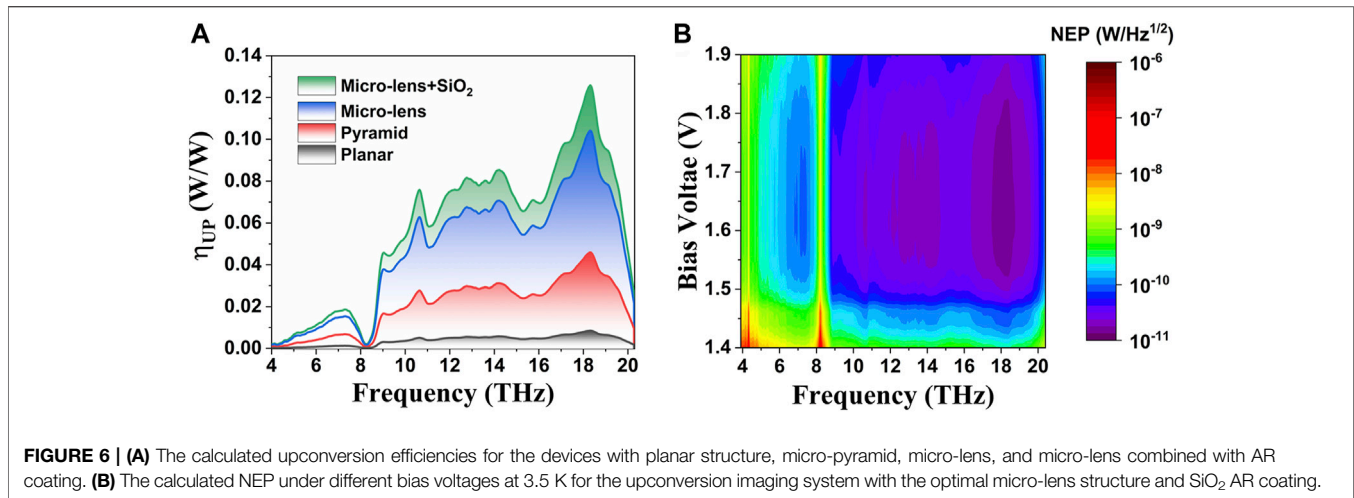 A
0.14
0.12
0.10
0.08
0.06
0.04
0.02
0.00
ηUP (W/W)
Micro-lens+SiO₂
Micro-lens
Pyramid
Planar
4 6 8 10 12 14 16 18 20
Frequency (THz)
B
1.9
1.8
1.7
1.6
1.5
1.4
Bias Voltae (V)
4 6 8 10 12 14 16 18 20
Frequency (THz)
NEP (W/Hz¹/²)
10⁻⁶
10⁻⁷
10⁻⁸
10⁻⁹
10⁻¹⁰
10⁻¹¹
FIGURE 6 | (A) The calculated upconversion efficiencies for the devices with planar structure, micro-pyramid, micro-lens, and micro-lens combined with AR
coating. (B) The calculated NEP under different bias voltages at 3.5 K for the upconversion imaging system with the optimal micro-lens structure and SiO₂ AR coating.